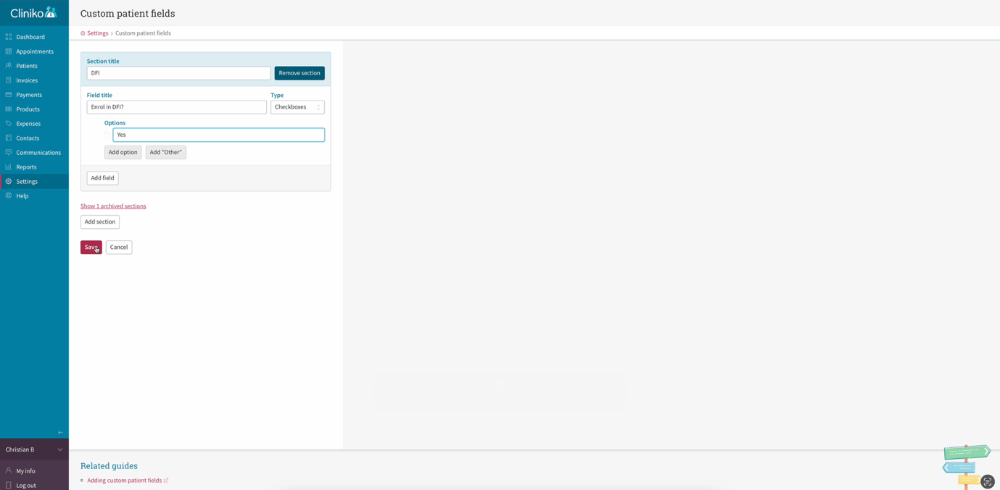 Cliniko
Custom patient fields
Settings › Custom patient fields
Dashboard
Appointments
Patients
Invoices
Payments
Products
Expenses
Contacts
Communications
Reports
Settings
Help
Section title
DFI
Remove section
Field title
Type
Enrol in DFI?
Checkboxes
Options
Yes
Add option
Add "Other"
Add field
Show 1 archived sections
Add section
Save
Cancel
Christian B
My info
Log out
Related guides
Adding custom patient fields